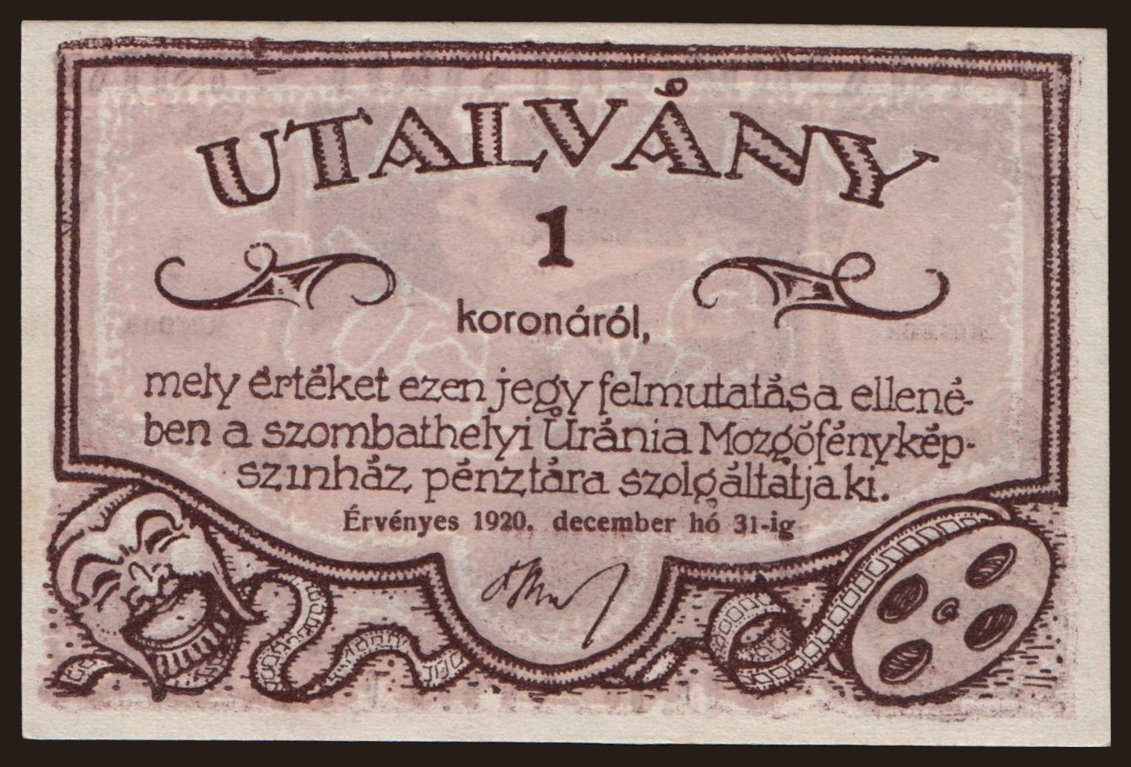 UTALVÁNY
1
koronáról,
mely értéket ezen jegy felmutatása ellené-
ben a szombathelyi Uránia Mozgófénykép-
szinház pénztára szolgáltatja ki.
Érvényes 1920. december hó 31-ig